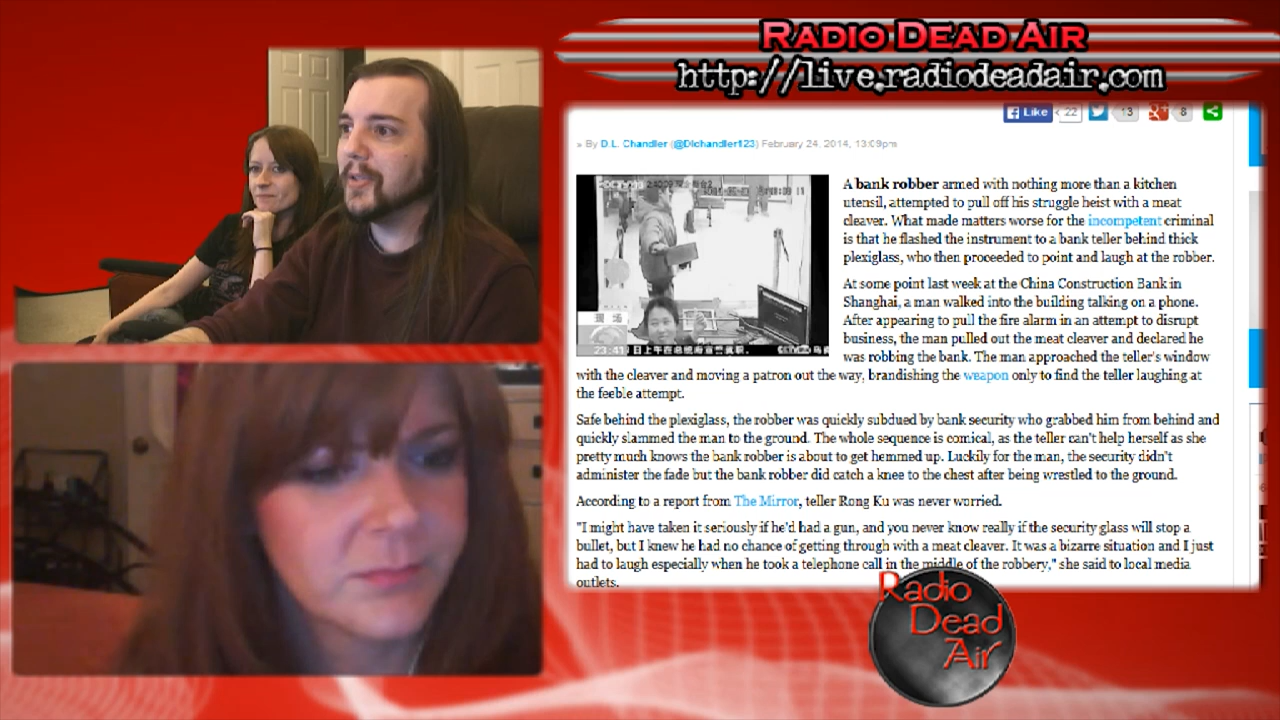 RADIO DEAD AIR
http://live.radiodeadair.com
Like 22 13 8
» By D.L. Chandler (@Dlchandler123) February 24, 2014, 13:09pm
A bank robber armed with nothing more than a kitchen
utensil, attempted to pull off his struggle heist with a meat
cleaver. What made matters worse for the incompetent criminal
is that he flashed the instrument to a bank teller behind thick
plexiglass, who then proceeded to point and laugh at the robber.
At some point last week at the China Construction Bank in
Shanghai, a man walked into the building talking on a phone.
After appearing to pull the fire alarm in an attempt to disrupt
business, the man pulled out the meat cleaver and declared he
was robbing the bank. The man approached the teller's window
with the cleaver and moving a patron out the way, brandishing the weapon only to find the teller laughing at
the feeble attempt.
Safe behind the plexiglass, the robber was quickly subdued by bank security who grabbed him from behind and
quickly slammed the man to the ground. The whole sequence is comical, as the teller can't help herself as she
pretty much knows the bank robber is about to get hemmed up. Luckily for the man, the security didn't
administer the fade but the bank robber did catch a knee to the chest after being wrestled to the ground.
According to a report from The Mirror, teller Rong Ku was never worried.
"I might have taken it seriously if he'd had a gun, and you never know really if the security glass will stop a
bullet, but I knew he had no chance of getting through with a meat cleaver. It was a bizarre situation and I just
had to laugh especially when he took a telephone call in the middle of the robbery," she said to local media
outlets.
现场
23:41
Radio
Dead
Air